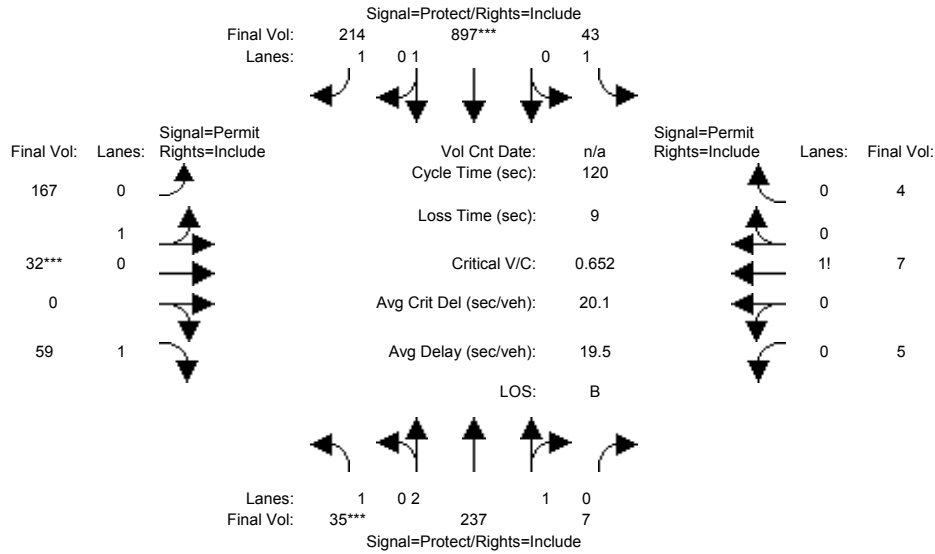 Signal=Protect/Rights=Include
Final Vol: 214 897*** 43
Lanes: 1 0 1 0 1
Signal=Permit
Final Vol: Lanes: Rights=Include
Vol Cnt Date: n/a
Signal=Permit
Rights=Include Lanes: Final Vol:
Cycle Time (sec): 120
167 0
0 4
Loss Time (sec): 9
1
0
32*** 0
Critical V/C: 0.652
1! 7
0
Avg Crit Del (sec/veh): 20.1
0
59 1
Avg Delay (sec/veh): 19.5
0 5
LOS: B
Lanes: 1 0 2 1 0
Final Vol: 35*** 237 7
Signal=Protect/Rights=Include